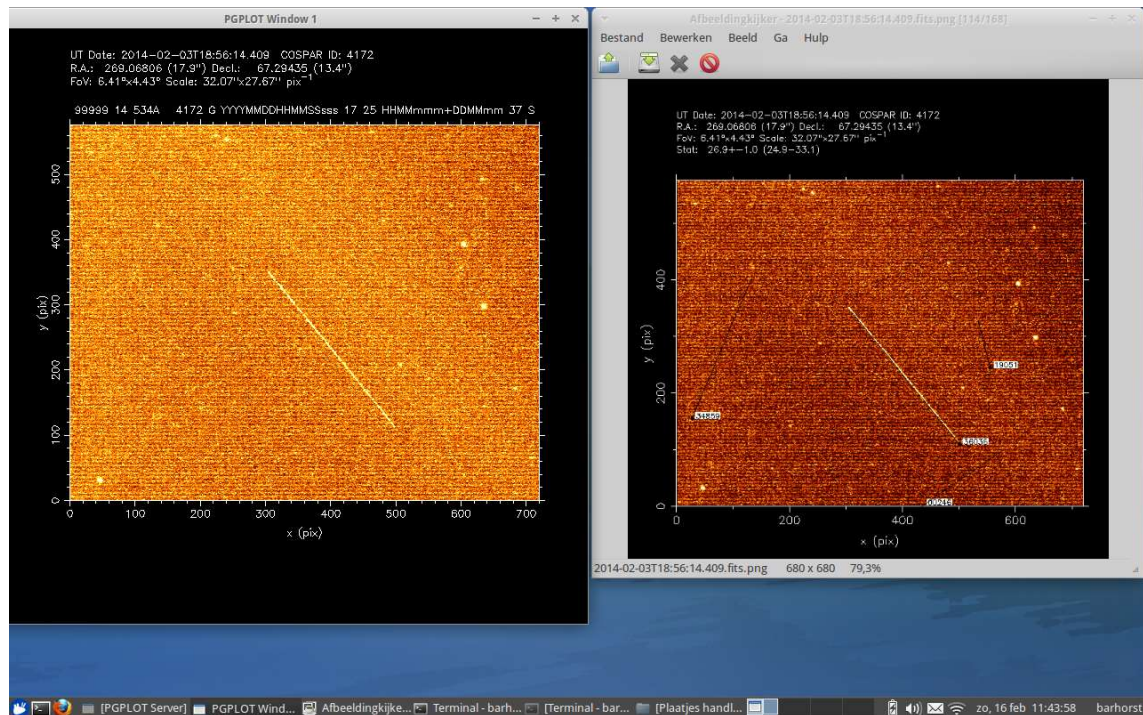 PGPLOT Window 1
UT Date: 2014-02-03T18:56:14.409 COSPAR ID: 4172
R.A.: 269.06806 (17.9") Decl.: 67.29435 (13.4")
FoV: 6.41°x4.43° Scale: 32.07"x27.67" pix⁻¹
99999 14 534A 4172 G YYYYMMDDHHMMSSsss 17 25 HHMMmmm+DDMMmm 37 S
500
400
300
200
100
0
y (pix)
0 100 200 300 400 500 600 700
x (pix)
Afbeeldingkijker - 2014-02-03T18:56:14.409.fits.png [114/168]
Bestand Bewerken Beeld Ga Hulp
UT Date: 2014-02-03T18:56:14.409 COSPAR ID: 4172
R.A.: 269.06806 (17.9") Decl.: 67.29435 (13.4")
FoV: 6.41°x4.43° Scale: 32.07"x27.67" pix⁻¹
Stat: 26.9+-1.0 (24.9-33.1)
400
200
0
y (pix)
19051
34859
36036
00246
0 200 400 600
x (pix)
2014-02-03T18:56:14.409.fits.png 680 x 680 79,3%
[PGPLOT Server] PGPLOT Wind... Afbeeldingkijke... Terminal - barh... [Terminal - bar... [Plaatjes handl... zo, 16 feb 11:43:58 barhorst